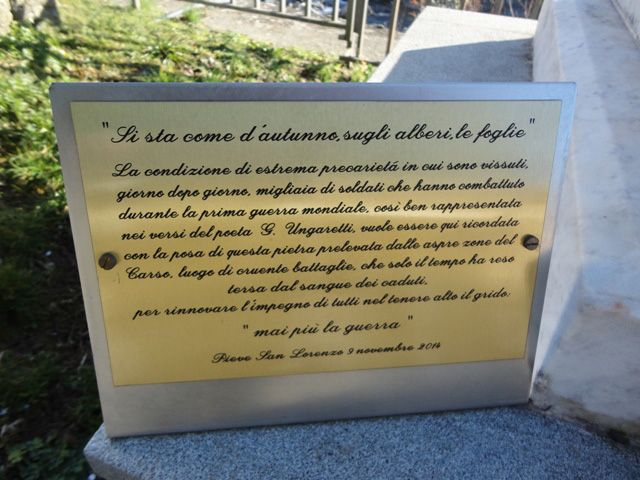 "Si sta come d'autunno, sugli alberi, le foglie"
La condizione di estrema precarietá in cui sono vissuti,
giorno dopo giorno, migliaia di soldati che hanno combattuto
durante la prima guerra mondiale, così ben rappresentata
nei versi del poeta G. Ungaretti, vuole essere qui ricordata
con la posa di questa pietra prelevata dalle aspre zone del
Carso, luogo di cruente battaglie, che solo il tempo ha reso
tersa dal sangue dei caduti,
per rinnovare l'impegno di tutti nel tenere alto il grido:
"mai più la guerra"
Pieve San Lorenzo 9 novembre 2014